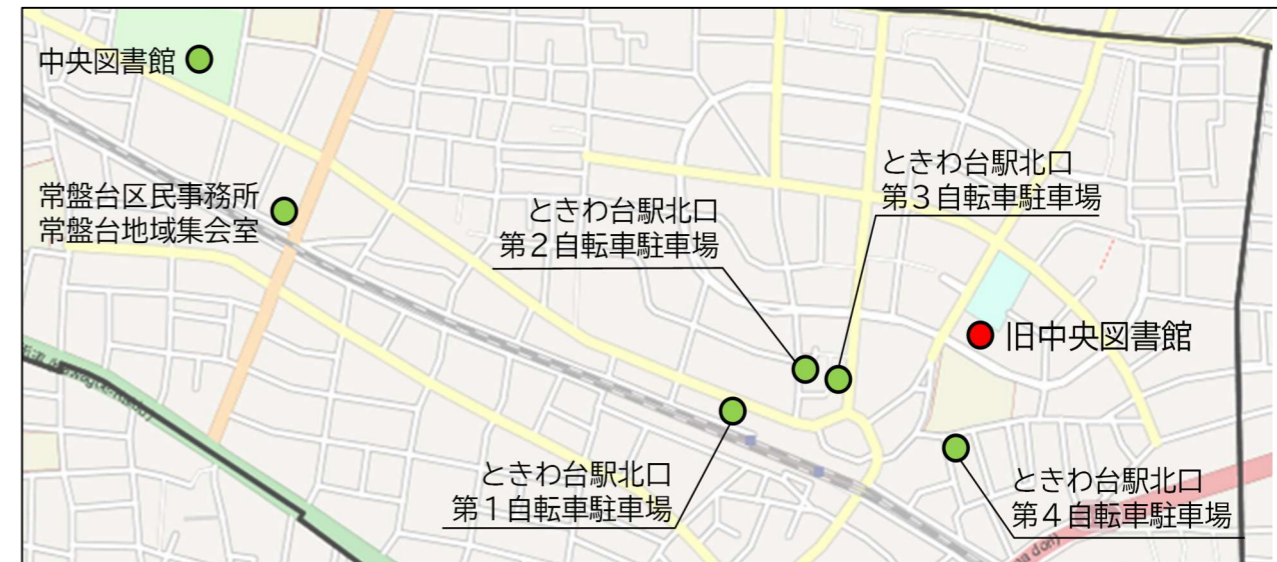 中央図書館
常盤台区民事務所
常盤台地域集会室
ときわ台駅北口
第2自転車駐車場
ときわ台駅北口
第3自転車駐車場
旧中央図書館
ときわ台駅北口
第1自転車駐車場
ときわ台駅北口
第4自転車駐車場